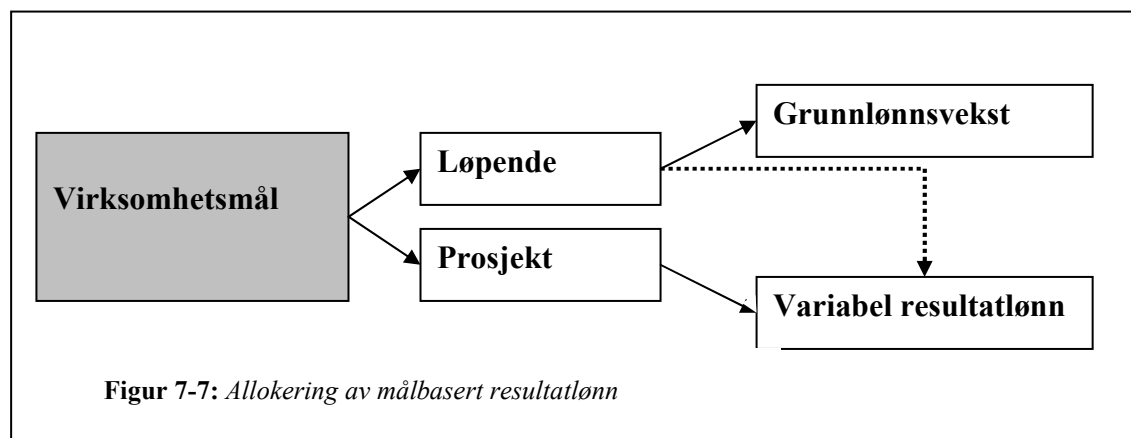 Grunnlønnsvekst
Løpende
Virksomhetsmål
Prosjekt
Variabel resultatlønn
Figur 7-7: Allokering av målbasert resultatlønn